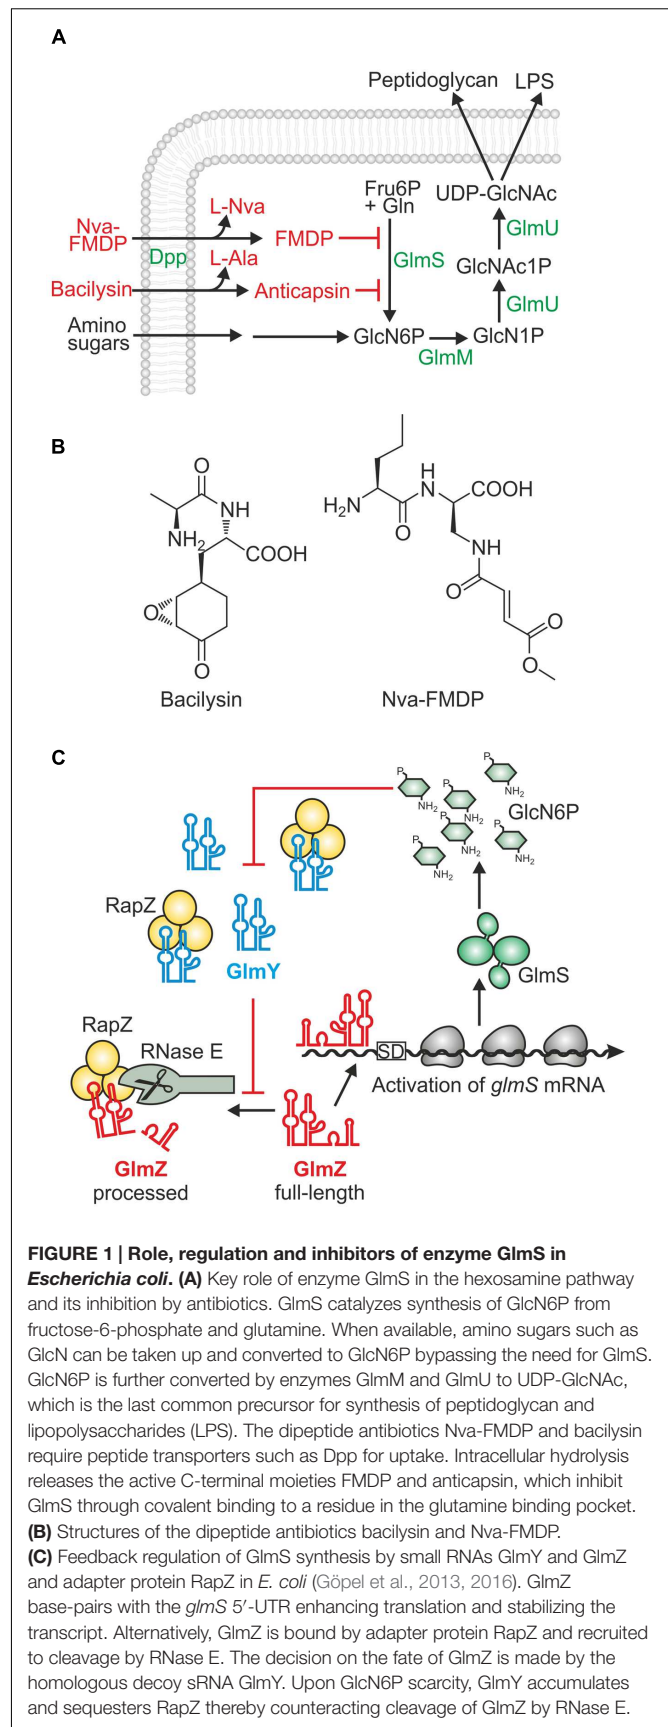 A
Peptidoglycan LPS
Fru6P
+ Gln
UDP-GlcNAc
L-Nva
Nva-
FMDP
FMDP
GlmU
Dpp
L-Ala
GlmS
GlcNAc1P
Bacilysin
Anticapsin
GlmU
Amino
sugars
GlcN6P
GlcN1P
GlmM
B
O
NH
NH2
COOH
O
O
Bacilysin
H2N
O
H
N
COOH
NH
O
O
O
Nva-FMDP
C
P
NH2
P
NH2
P
NH2
GlcN6P
P
NH2
P
NH2
P
NH2
RapZ
GlmY
GlmS
RapZ
RNase E
SD
Activation of glmS mRNA
GlmZ
processed
GlmZ
full-length
FIGURE 1 | Role, regulation and inhibitors of enzyme GlmS in
Escherichia coli. (A) Key role of enzyme GlmS in the hexosamine pathway
and its inhibition by antibiotics. GlmS catalyzes synthesis of GlcN6P from
fructose-6-phosphate and glutamine. When available, amino sugars such as
GlcN can be taken up and converted to GlcN6P bypassing the need for GlmS.
GlcN6P is further converted by enzymes GlmM and GlmU to UDP-GlcNAc,
which is the last common precursor for synthesis of peptidoglycan and
lipopolysaccharides (LPS). The dipeptide antibiotics Nva-FMDP and bacilysin
require peptide transporters such as Dpp for uptake. Intracellular hydrolysis
releases the active C-terminal moieties FMDP and anticapsin, which inhibit
GlmS through covalent binding to a residue in the glutamine binding pocket.
(B) Structures of the dipeptide antibiotics bacilysin and Nva-FMDP.
(C) Feedback regulation of GlmS synthesis by small RNAs GlmY and GlmZ
and adapter protein RapZ in E. coli (Göpel et al., 2013, 2016). GlmZ
base-pairs with the glmS 5′-UTR enhancing translation and stabilizing the
transcript. Alternatively, GlmZ is bound by adapter protein RapZ and recruited
to cleavage by RNase E. The decision on the fate of GlmZ is made by the
homologous decoy sRNA GlmY. Upon GlcN6P scarcity, GlmY accumulates
and sequesters RapZ thereby counteracting cleavage of GlmZ by RNase E.